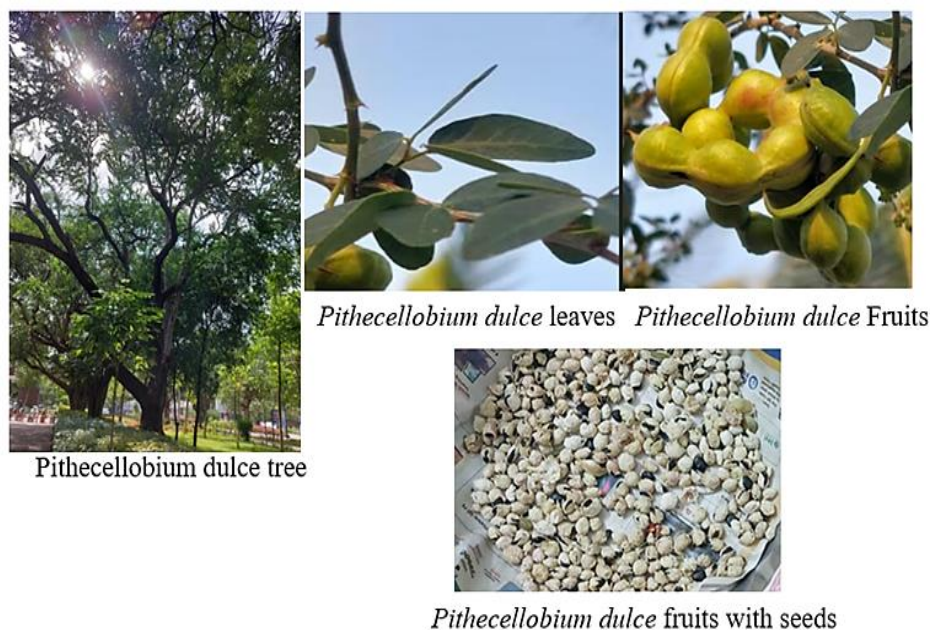 Pithecellobium dulce leaves
Pithecellobium dulce Fruits
Pithecellobium dulce tree
Pithecellobium dulce fruits with seeds